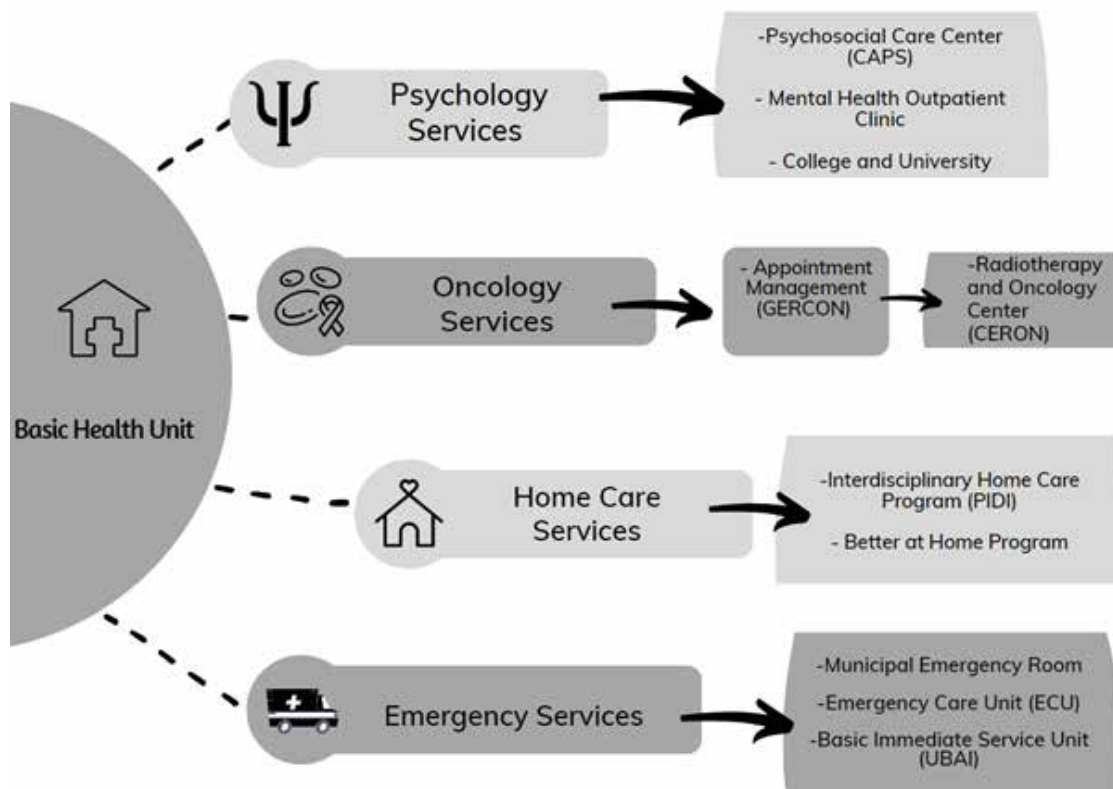 Basic Health Unit
Psychology
Services
-Psychosocial Care Center
(CAPS)
- Mental Health Outpatient
Clinic
- College and University
Oncology
Services
- Appointment
Management
(GERCON)
-Radiotherapy
and Oncology
Center
(CERON)
Home Care
Services
-Interdisciplinary Home Care
Program (PIDI)
- Better at Home Program
Emergency Services
-Municipal Emergency Room
-Emergency Care Unit (ECU)
-Basic Immediate Service Unit
(UBAI)